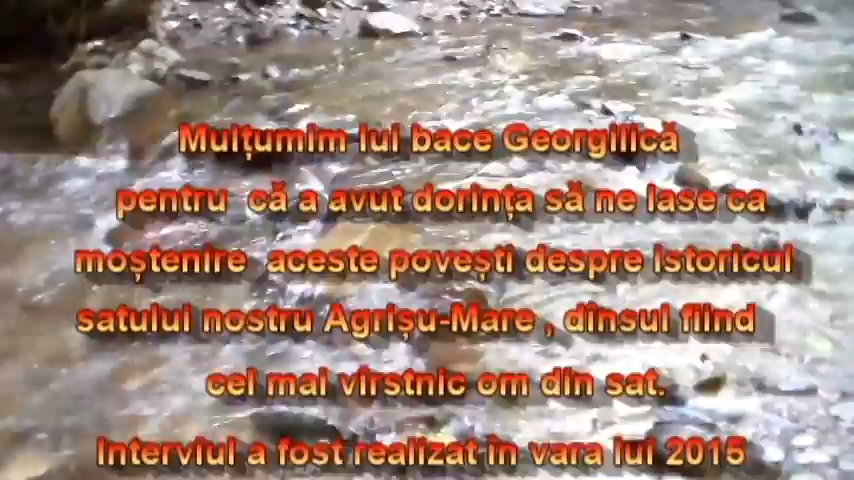 Mulțumim lui bace Georgilică
pentru că a avut dorința să ne lase ca
moștenire aceste povești despre istoricul
satului nostru Agrișu-Mare , dînsul fiind
cel mai vîrstnic om din sat.
Interviul a fost realizat în vara lui 2015